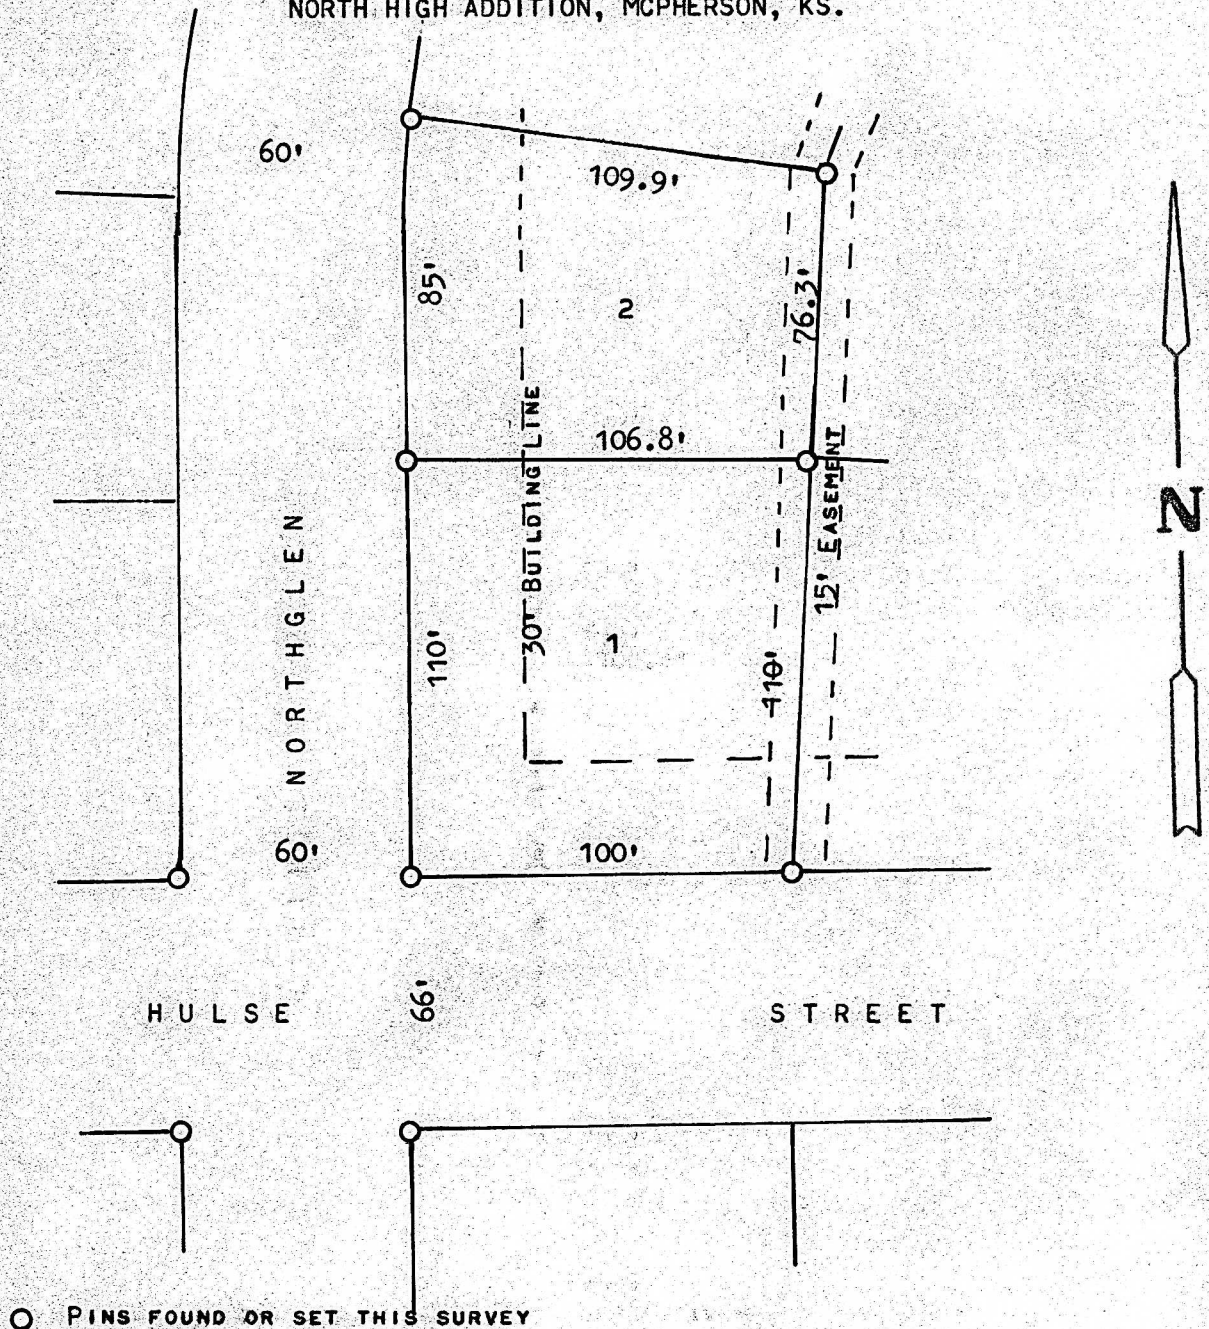 NORTH HIGH ADDITION, MCPHERSON, KS.
60'
109.9'
85'
76.3'
2
106.8'
30' BUILDING LINE
15' EASEMENT
N
NORTHGLEN
110'
1
110'
60'
100'
HULSE
66'
STREET
PINS FOUND OR SET THIS SURVEY